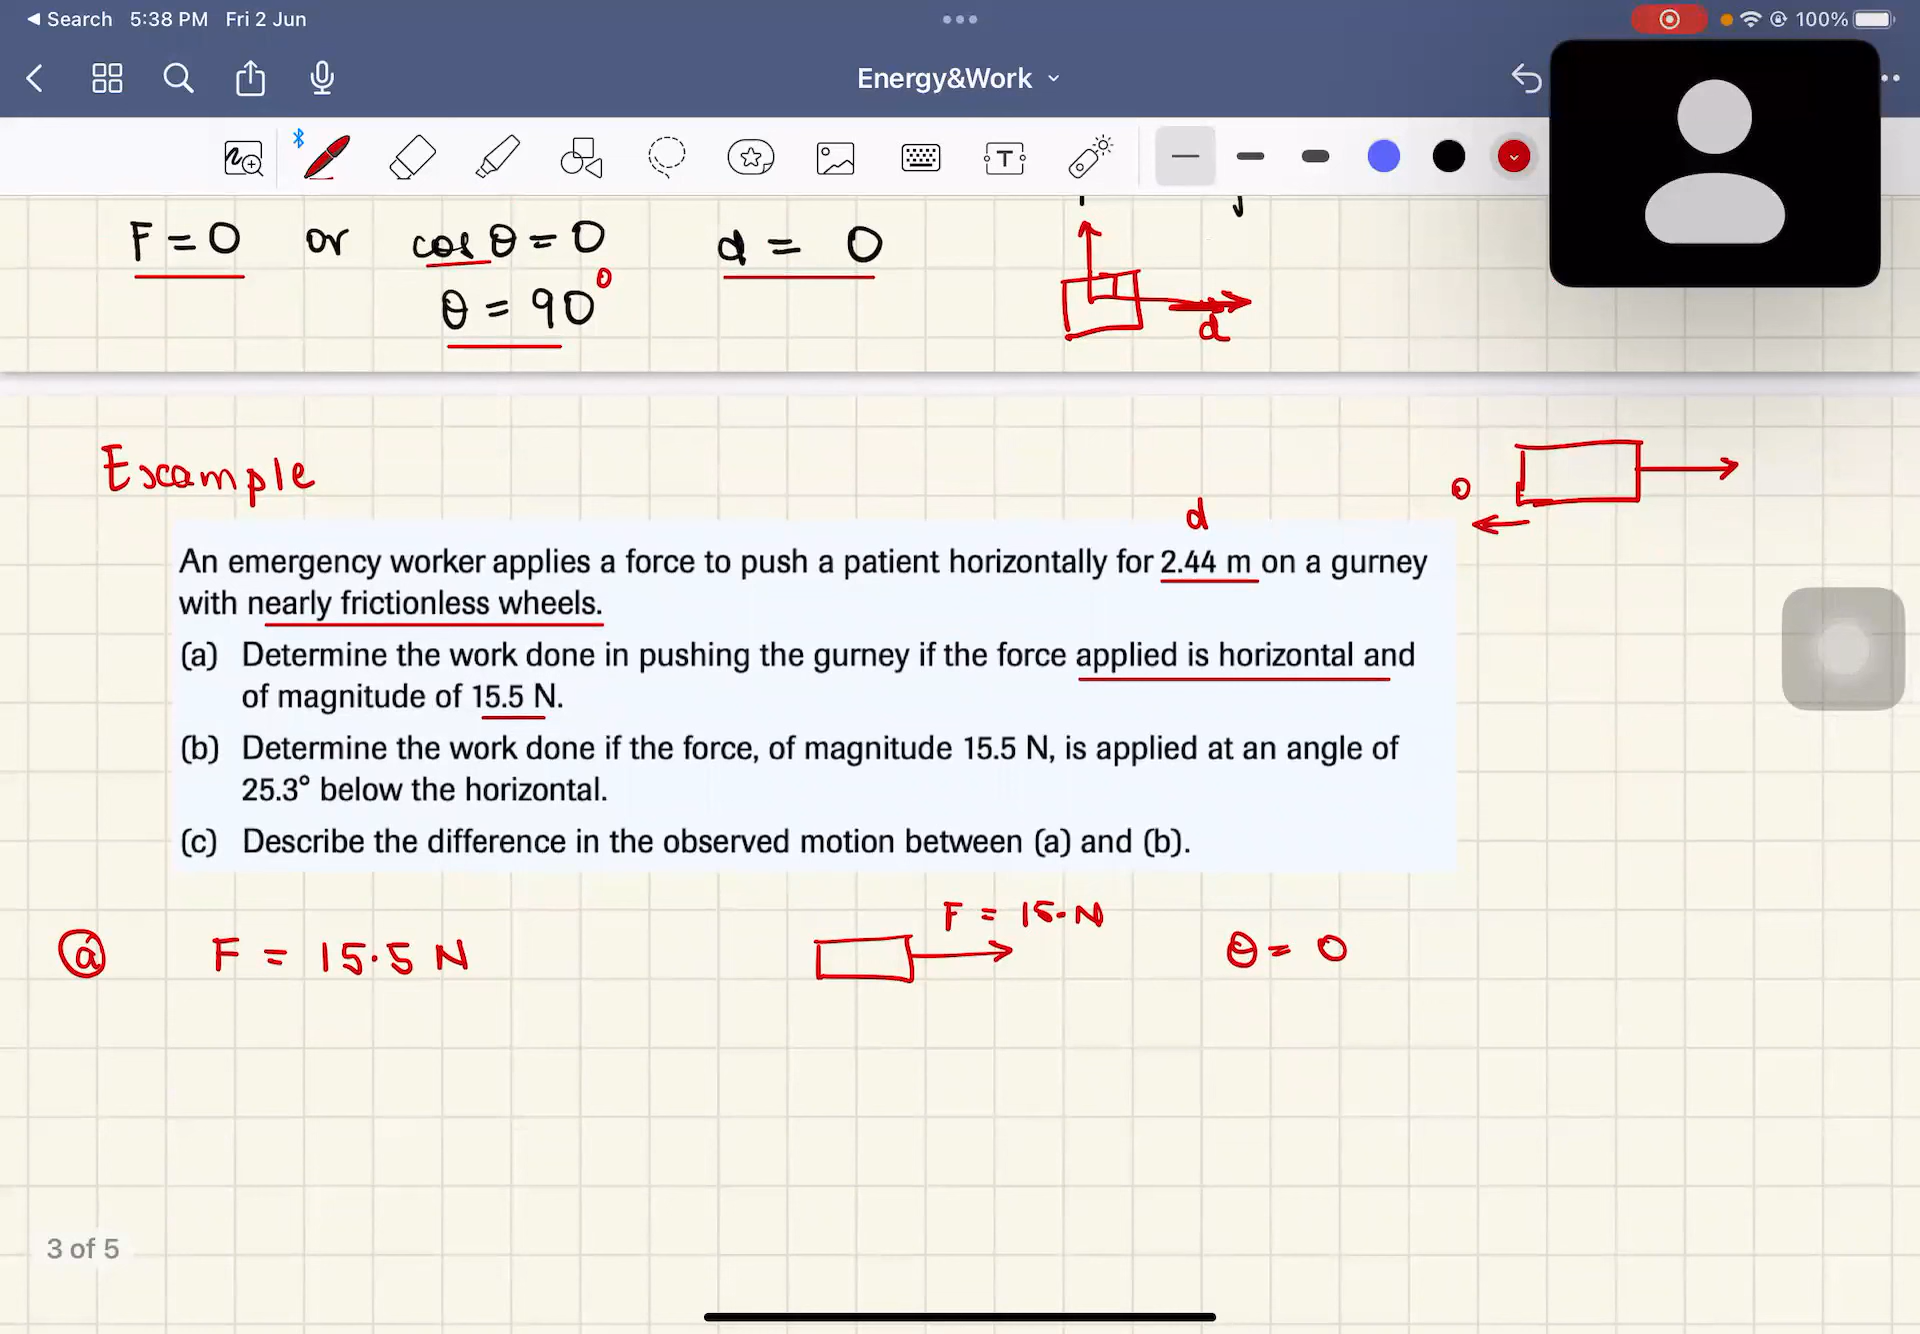 Search 5:38 PM Fri 2 Jun
100%
Energy&Work
T
F = 0 or cos θ = 0 d = 0
θ = 90°
d
Example
0
d
An emergency worker applies a force to push a patient horizontally for 2.44 m on a gurney
with nearly frictionless wheels.
(a) Determine the work done in pushing the gurney if the force applied is horizontal and
of magnitude of 15.5 N.
(b) Determine the work done if the force, of magnitude 15.5 N, is applied at an angle of
25.3° below the horizontal.
(c) Describe the difference in the observed motion between (a) and (b).
F = 15. N
ⓐ F = 15.5 N θ = 0
3 of 5